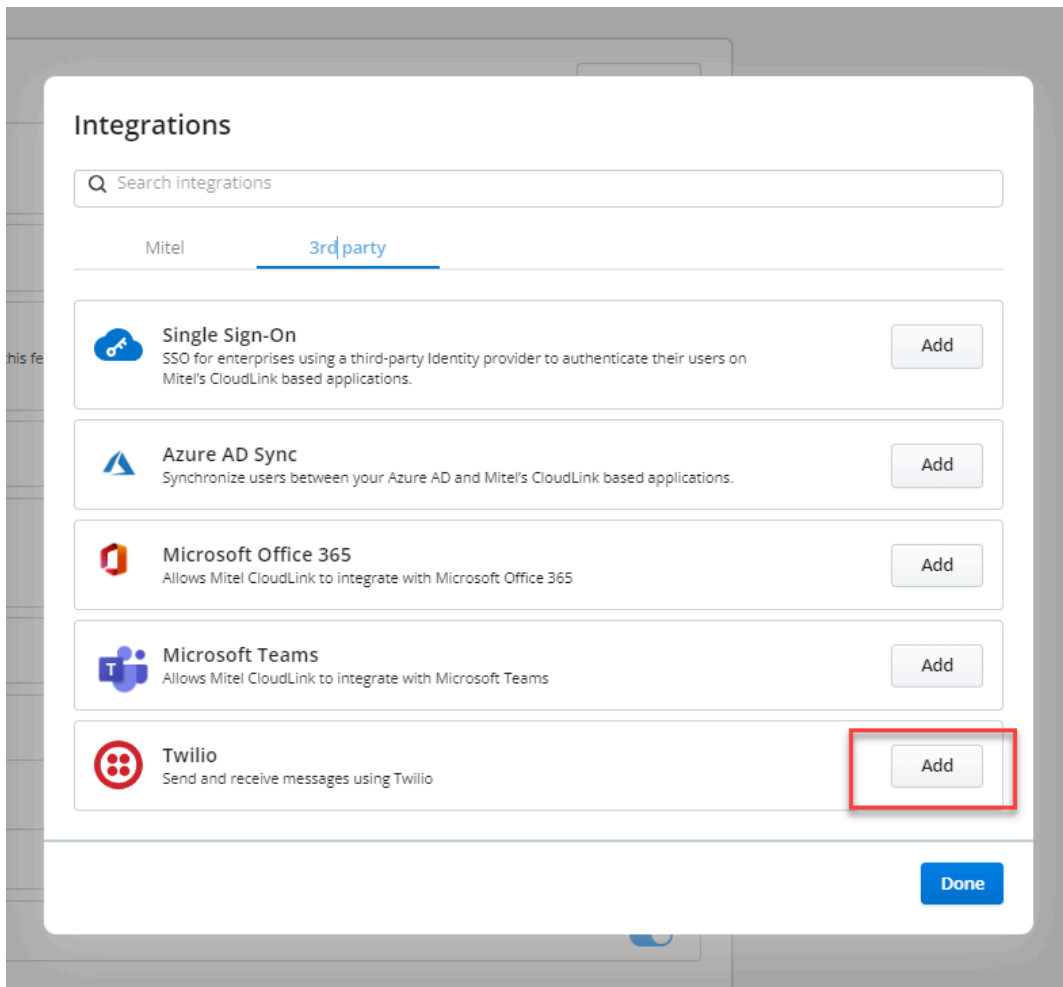 Integrations
Search integrations
Mitel
3rd party
Single Sign-On
Add
SSO for enterprises using a third-party Identity provider to authenticate their users on
Mitel's CloudLink based applications.
this fe
Azure AD Sync
Add
Synchronize users between your Azure AD and Mitel's CloudLink based applications.
Microsoft Office 365
Add
Allows Mitel CloudLink to integrate with Microsoft Office 365
Microsoft Teams
Add
T
Allows Mitel CloudLink to integrate with Microsoft Teams
Twilio
Add
Send and receive messages using Twilio
Done